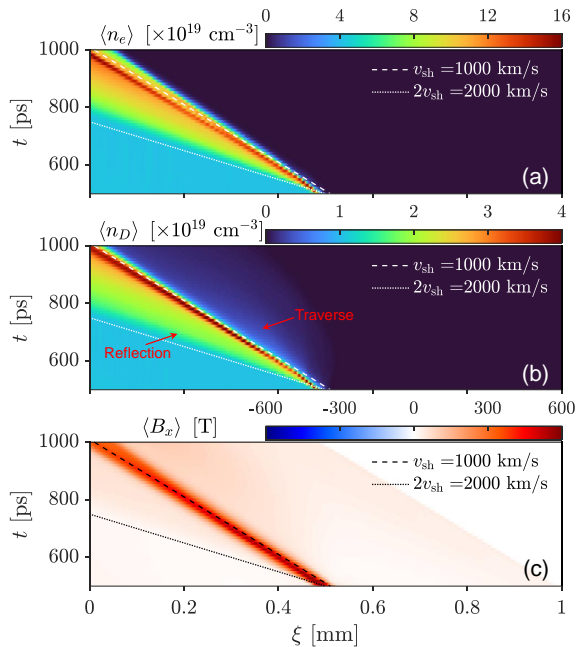 ⟨n_e⟩ [×10^19 cm^−3]
0 4 8 12 16
1000
800
600
t [ps]
v_sh =1000 km/s
2v_sh =2000 km/s
(a)
⟨n_D⟩ [×10^19 cm^−3]
0 1 2 3 4
1000
800
600
t [ps]
v_sh =1000 km/s
2v_sh =2000 km/s
Traverse
Reflection
(b)
⟨B_x⟩ [T]
-600 -300 0 300 600
1000
800
600
t [ps]
v_sh =1000 km/s
2v_sh =2000 km/s
(c)
0 0.2 0.4 0.6 0.8 1
ξ [mm]